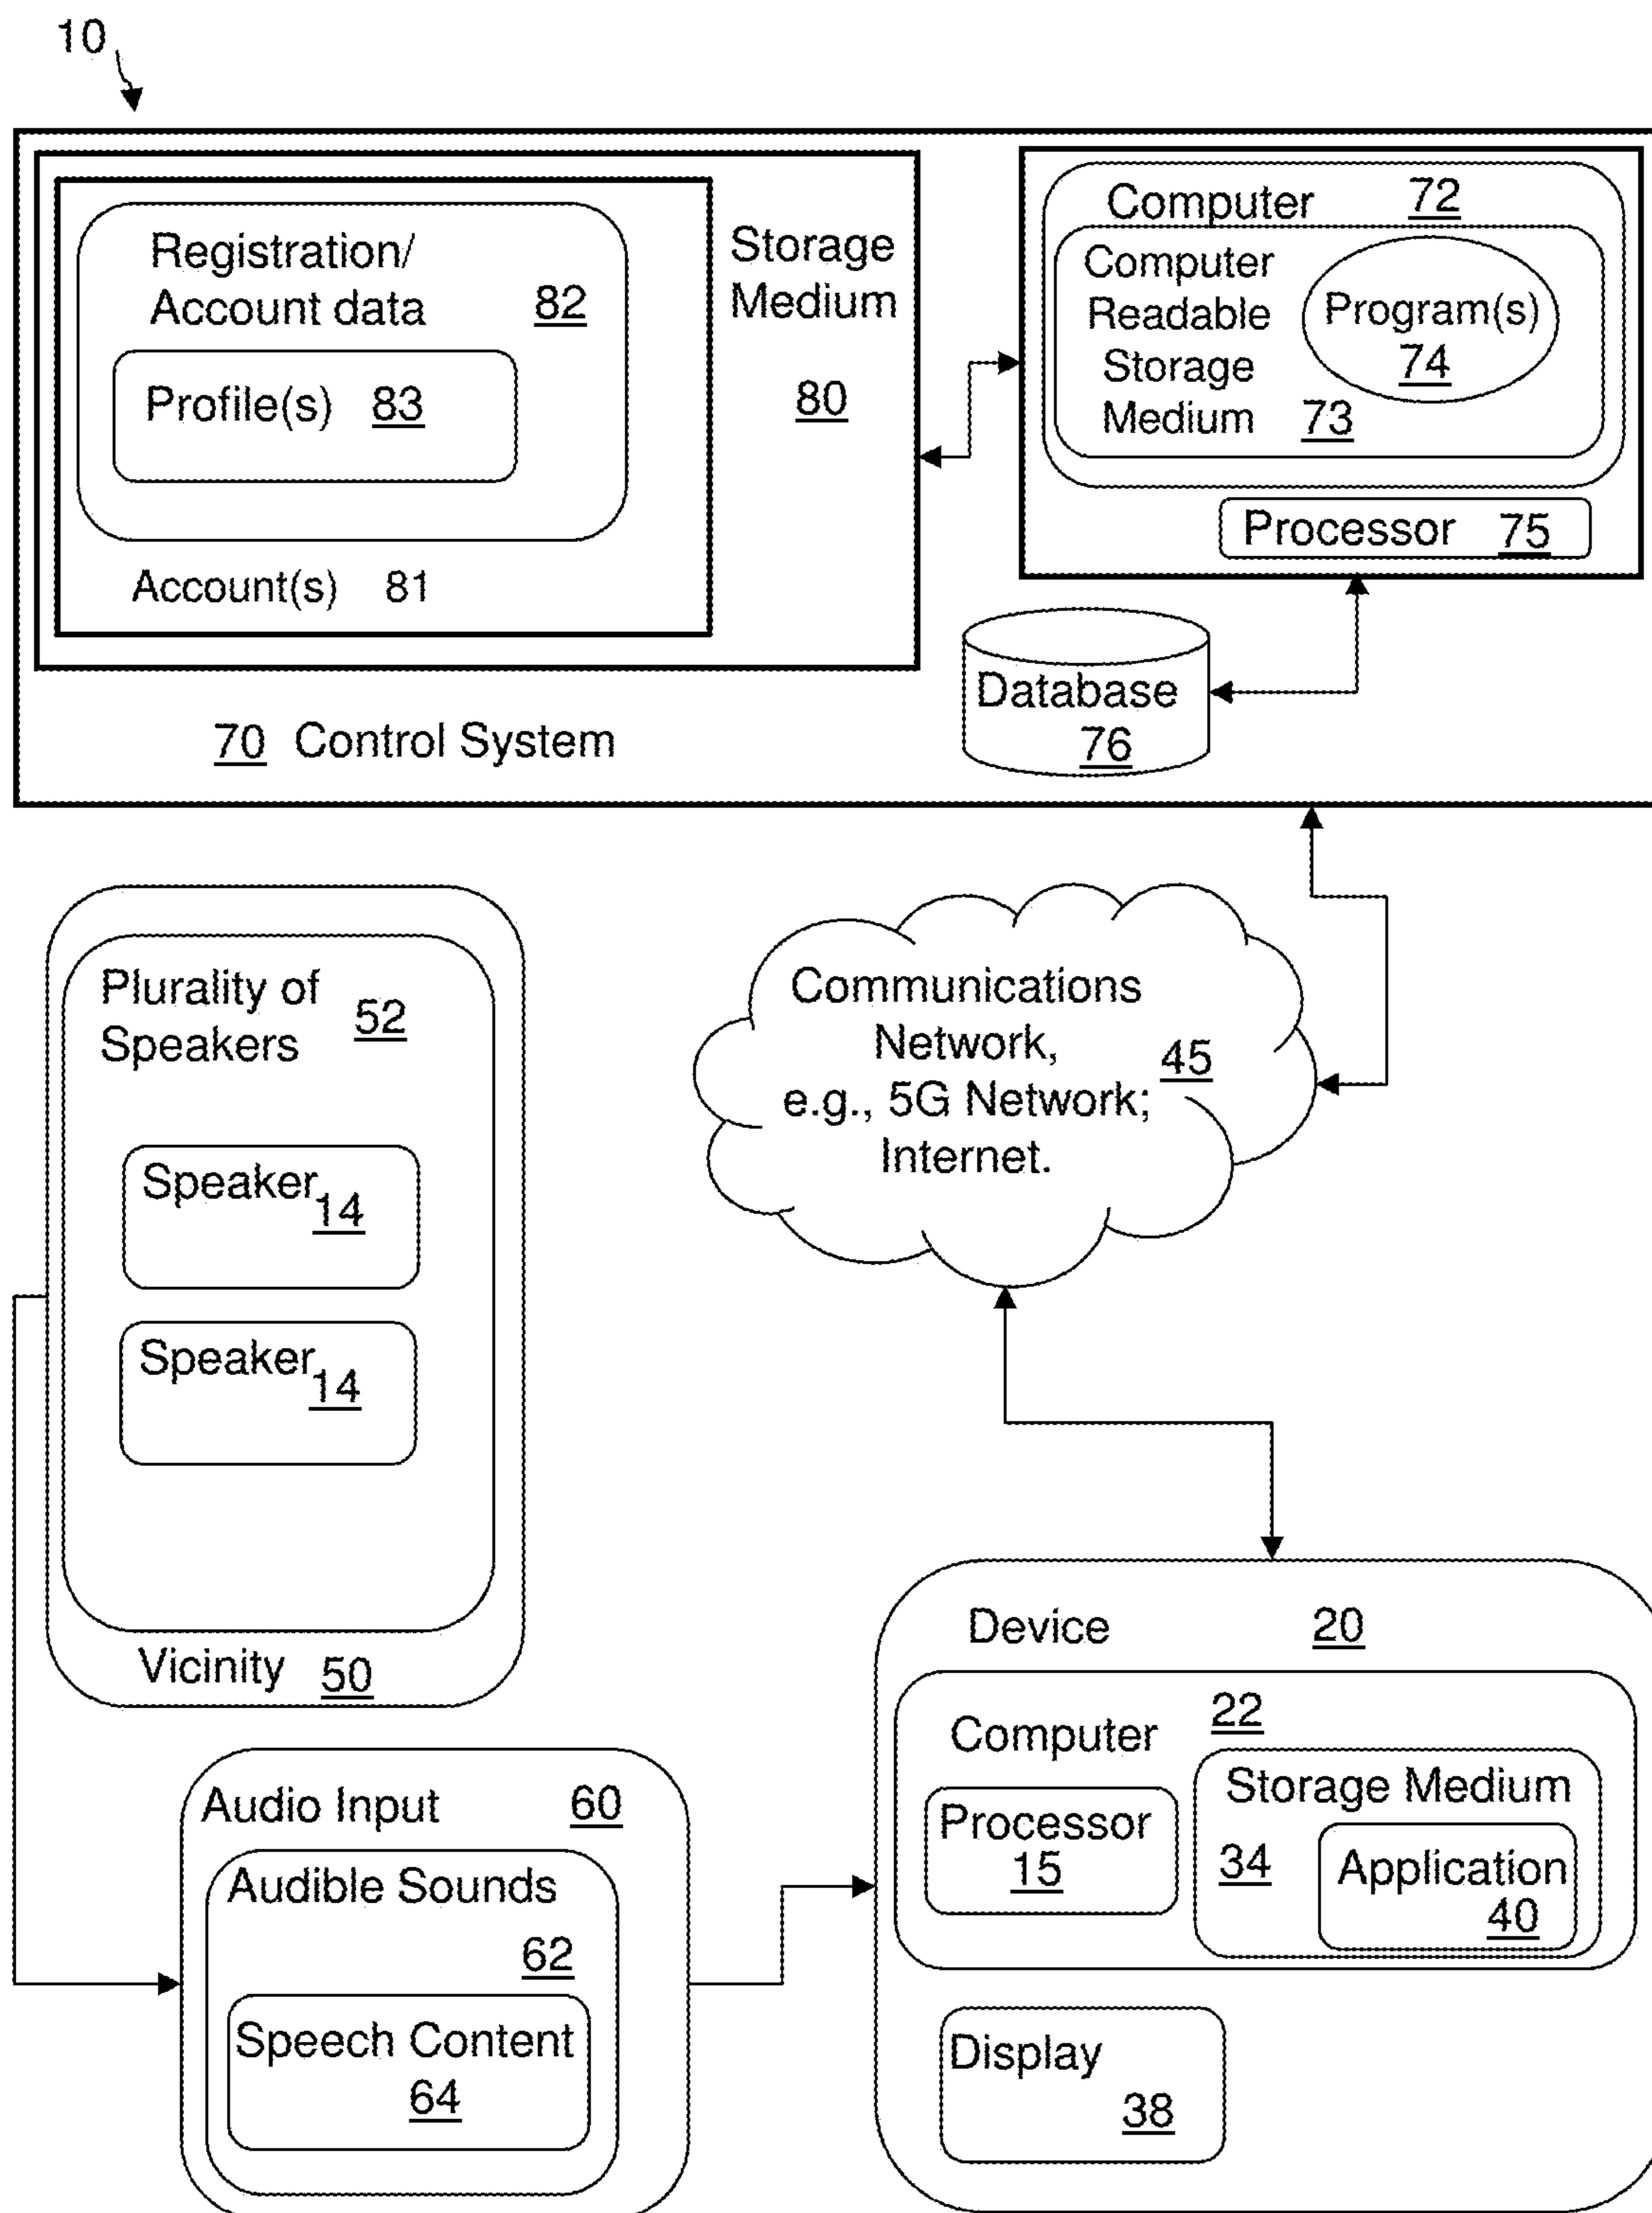 10
Registration/
Account data 82
Profile(s) 83
Account(s) 81
Storage
Medium
80
Computer 72
Computer
Readable
Storage
Medium 73
Program(s)
74
Processor 75
Database
76
70 Control System
Plurality of
Speakers 52
Speaker 14
Speaker 14
Vicinity 50
Communications
Network, 45
e.g., 5G Network;
Internet.
Audio Input 60
Audible Sounds
62
Speech Content
64
Device 20
Computer 22
Processor
15
Storage Medium
34
Application
40
Display
38